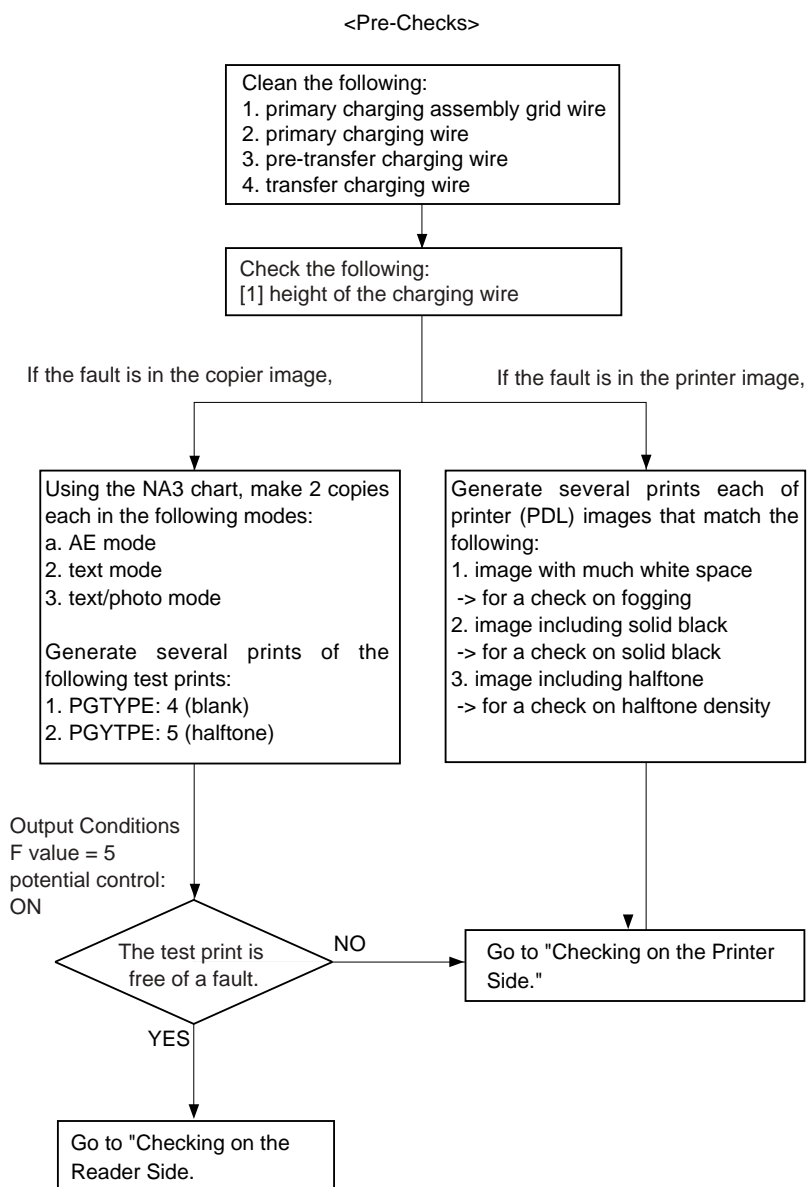 <Pre-Checks>
Clean the following:
1. primary charging assembly grid wire
2. primary charging wire
3. pre-transfer charging wire
4. transfer charging wire
Check the following:
[1] height of the charging wire
If the fault is in the copier image,
If the fault is in the printer image,
Using the NA3 chart, make 2 copies
each in the following modes:
a. AE mode
2. text mode
3. text/photo mode
Generate several prints of the
following test prints:
1. PGTYPE: 4 (blank)
2. PGYTPE: 5 (halftone)
Generate several prints each of
printer (PDL) images that match the
following:
1. image with much white space
-> for a check on fogging
2. image including solid black
-> for a check on solid black
3. image including halftone
-> for a check on halftone density
Output Conditions
F value = 5
potential control:
ON
The test print is
free of a fault.
NO
Go to "Checking on the Printer
Side."
YES
Go to "Checking on the
Reader Side.